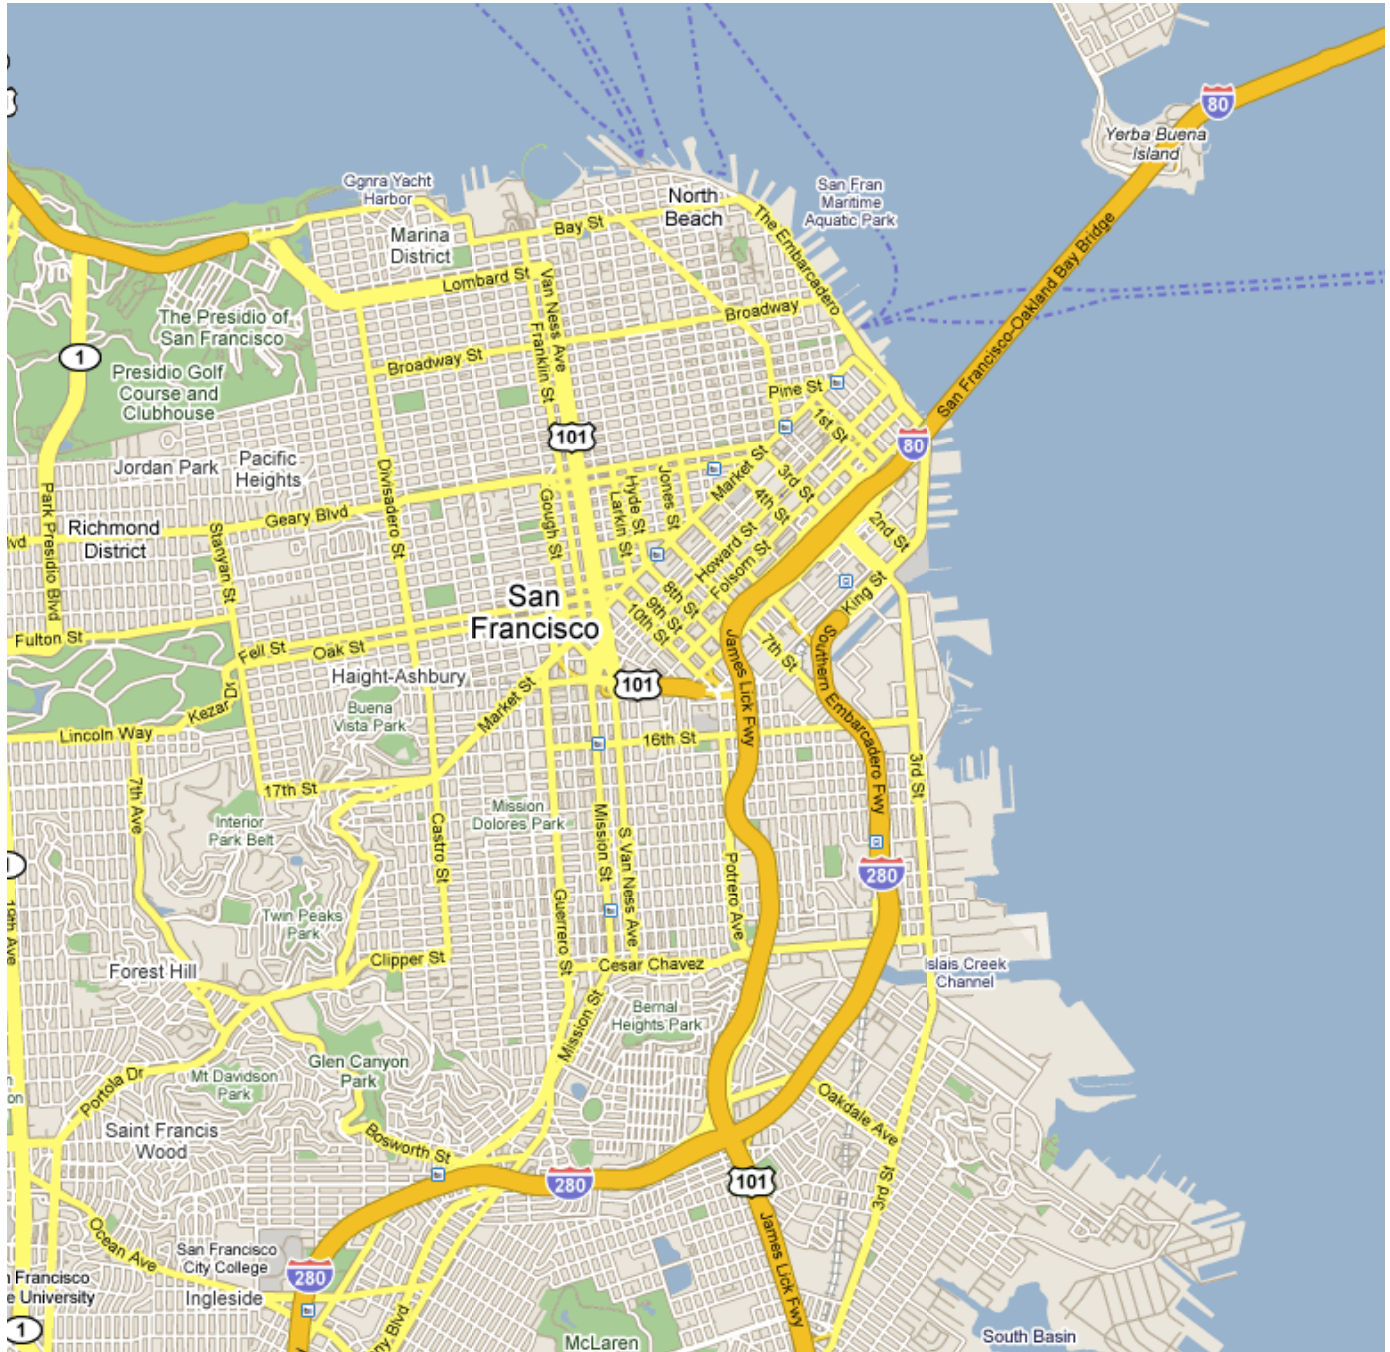 80
Yerba Buena
Island
Ggnra Yacht
Harbor
North
Beach
San Fran
Maritime
Aquatic Park
Marina
District
Bay St
The Embarcadero
San Francisco-Oakland Bay Bridge
Lombard St
Van Ness Ave
Franklin St
The Presidio of
San Francisco
Broadway
1
Broadway St
Presidio Golf
Course and
Clubhouse
Pine St
1st St
101
80
Jordan Park
Pacific
Heights
Divisadero St
Market St
3rd St
4th St
Jones St
Hyde St
Larkin St
Gough St
Park Presidio Blvd
Geary Blvd
Richmond
District
Stanyan St
2nd St
Howard St
Folsom St
8th St
9th St
10th St
King St
San
Francisco
Fulton St
Fell St
Oak St
7th St
James Lick Fwy
Southern Embarcadero Fwy
Haight-Ashbury
101
Kezar Dr
Buena
Vista Park
Market St
Lincoln Way
16th St
3rd St
7th Ave
17th St
Interior
Park Belt
Mission
Dolores Park
Castro St
Mission St
S Van Ness Ave
Potrero Ave
280
19th Ave
Twin Peaks
Park
Guerrero St
Forest Hill
Clipper St
Cesar Chavez
Islais Creek
Channel
Mission St
Bernal
Heights Park
Glen Canyon
Park
Portola Dr
Mt Davidson
Park
Oakdale Ave
Saint Francis
Wood
Bosworth St
280
101
3rd St
Ocean Ave
San Francisco
City College
James Lick Fwy
280
Francisco
University
Ingleside
1
McLaren
South Basin